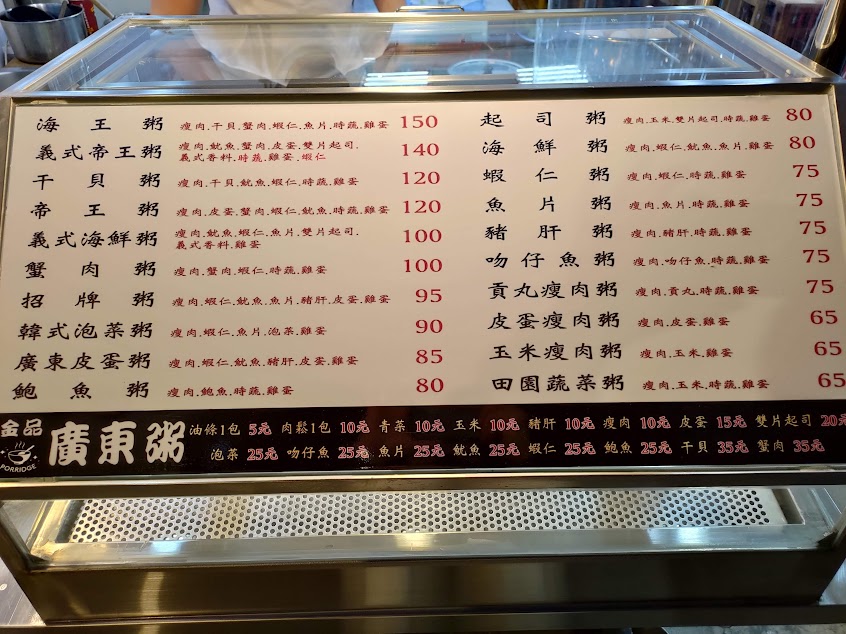 海王粥 瘦肉.干貝.蟹肉.蝦仁.魚片.時蔬.雞蛋 150
義式帝王粥 瘦肉.魷魚.蟹肉.皮蛋.雙片起司.
義式香料.時蔬.雞蛋.蝦仁 140
干貝粥 瘦肉.干貝.魷魚.蝦仁.時蔬.雞蛋 120
帝王粥 瘦肉.皮蛋.蟹肉.蝦仁.魷魚.時蔬.雞蛋 120
義式海鮮粥 瘦肉.魷魚.蝦仁.魚片.雙片起司.
義式香料.雞蛋 100
蟹肉粥 瘦肉.蟹肉.蝦仁.時蔬.雞蛋 100
招牌粥 瘦肉.蝦仁.魷魚.魚片.豬肝.皮蛋.雞蛋 95
韓式泡菜粥 瘦肉.蝦仁.魚片.泡菜.雞蛋 90
廣東皮蛋粥 瘦肉.蝦仁.魷魚.豬肝.皮蛋.雞蛋 85
鮑魚粥 瘦肉.鮑魚.時蔬.雞蛋 80
起司粥 瘦肉.玉米.雙片起司.時蔬.雞蛋 80
海鮮粥 瘦肉.蝦仁.魷魚.魚片.時蔬.雞蛋 80
蝦仁粥 瘦肉.蝦仁.時蔬.雞蛋 75
魚片粥 瘦肉.魚片.時蔬.雞蛋 75
豬肝粥 瘦肉.豬肝.時蔬.雞蛋 75
吻仔魚粥 瘦肉.吻仔魚.時蔬.雞蛋 75
貢丸瘦肉粥 瘦肉.貢丸.時蔬.雞蛋 75
皮蛋瘦肉粥 瘦肉.皮蛋.雞蛋 65
玉米瘦肉粥 瘦肉.玉米.雞蛋 65
田園蔬菜粥 瘦肉.玉米.時蔬.雞蛋 65
金品
PORRIDGE
廣東粥
油條1包 5元 肉鬆1包 10元 青菜 10元 玉米 10元 豬肝 10元 瘦肉 10元 皮蛋 15元 雙片起司 20元
泡菜 25元 吻仔魚 25元 魚片 25元 魷魚 25元 蝦仁 25元 鮑魚 25元 干貝 35元 蟹肉 35元